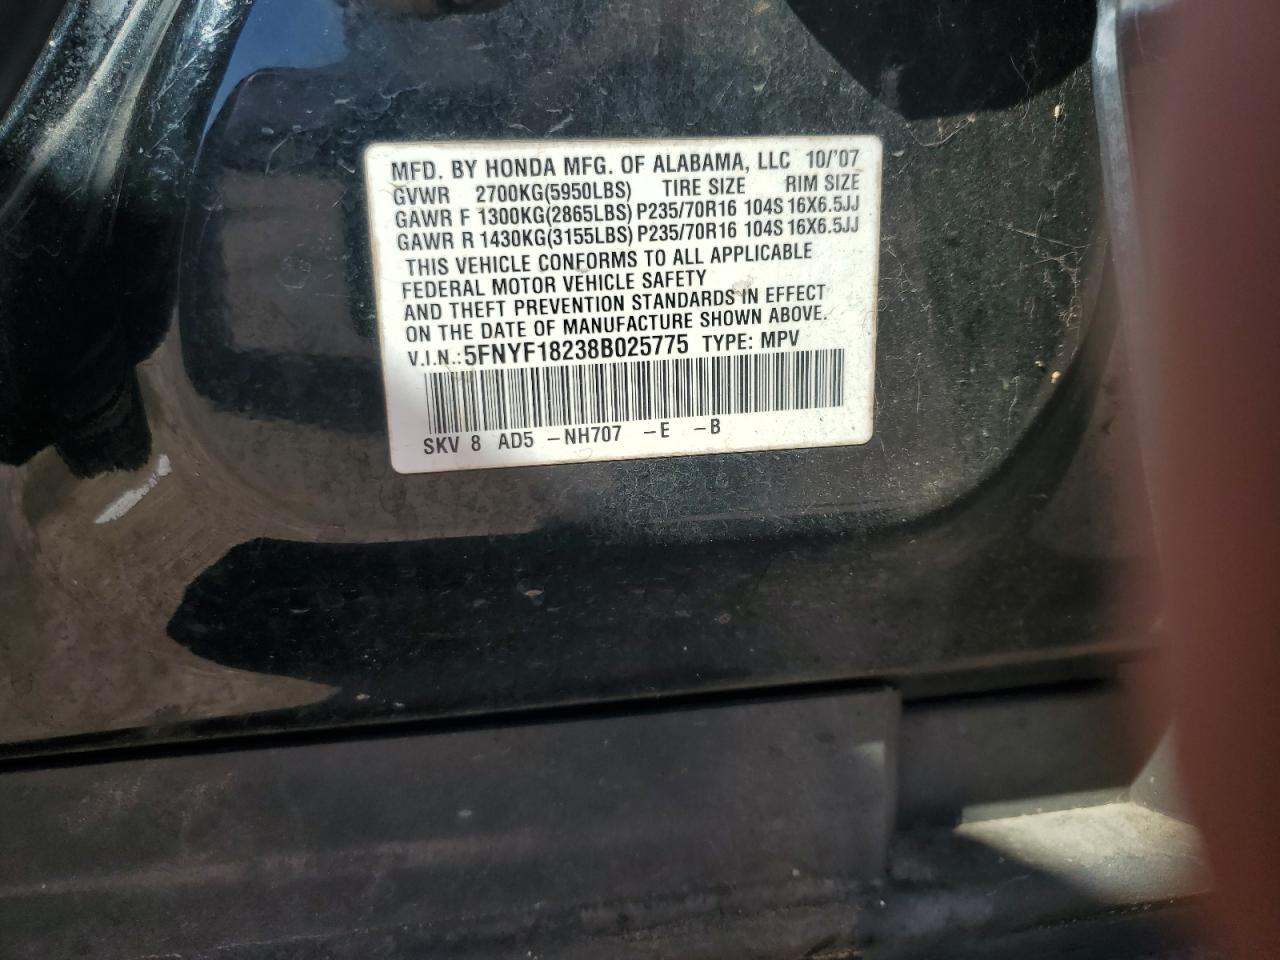 MFD. BY HONDA MFG. OF ALABAMA, LLC 10/'07
GVWR 2700KG(5950LBS) TIRE SIZE RIM SIZE
GAWR F 1300KG(2865LBS) P235/70R16 104S 16X6.5JJ
GAWR R 1430KG(3155LBS) P235/70R16 104S 16X6.5JJ
THIS VEHICLE CONFORMS TO ALL APPLICABLE
FEDERAL MOTOR VEHICLE SAFETY
AND THEFT PREVENTION STANDARDS IN EFFECT
ON THE DATE OF MANUFACTURE SHOWN ABOVE.
V.I.N.:5FNYF18238B025775 TYPE: MPV
SKV 8 AD5 -NH707 -E -B